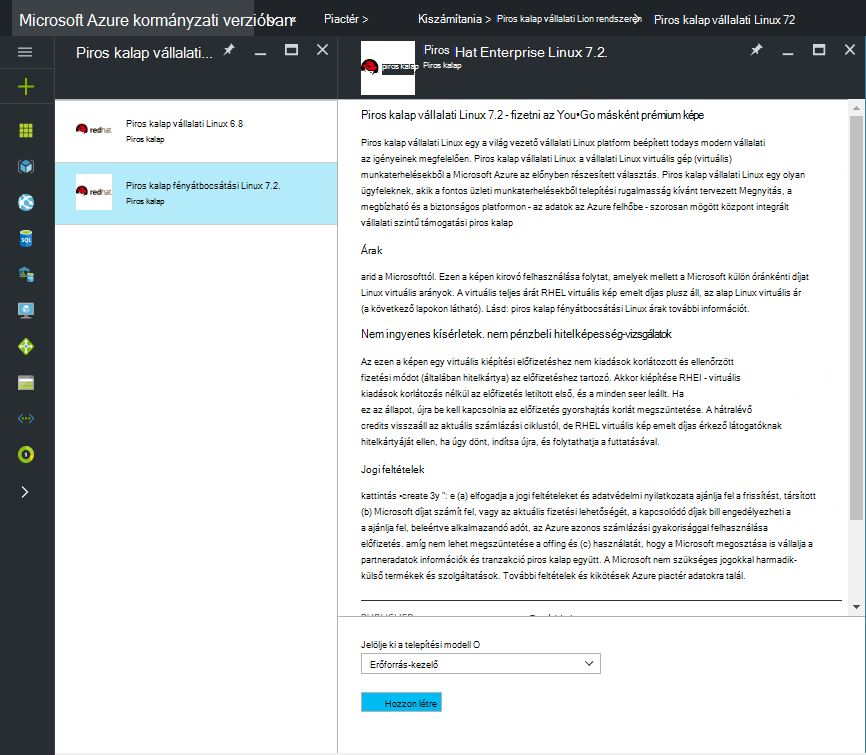 Microsoft Azure kormányzati verzióban
Piactér >
Kiszámítania >
Piros kalap vállalati Lion rendszeren
Piros kalap vállalati Linux 72
Piros kalap vállalati...
redhat.
Piros kalap vállalati Linux 6.8
Piros kalap
redhat.
Piros kalap fényátbocsátási Linux 7.2.
Piros kalap
piros kalap
Piros Hat Enterprise Linux 7.2.
Piros kalap
Piros kalap vállalati Linux 7.2 - fizetni az You•Go másként prémium képe
Piros kalap vállalati Linux egy a világ vezető vállalati Linux platform beépített todays modern vállalati
az igényeinek megfelelően. Piros kalap vállalati Linux a vállalati Linux virtuális gép (virtuális)
munkaterhelésekből a Microsoft Azure az előnyben részesített választás. Piros kalap vállalati Linux egy olyan
ügyfeleknek, akik a fontos üzleti munkaterhelésekből telepítési rugalmasság kívánt tervezett Megnyitás, a
megbízható és a biztonságos platformon - az adatok az Azure felhőbe - szorosan mögött központ integrált
vállalati szintű támogatási piros kalap
Árak
arid a Microsofttól. Ezen a képen kirovó felhasználása folytat, amelyek mellett a Microsoft külön óránkénti díjat
Linux virtuális arányok. A virtuális teljes árát RHEL virtuális kép emelt díjas plusz áll, az alap Linux virtuális ár
(a következő lapokon látható). Lásd: piros kalap fényátbocsátási Linux árak további információt.
Nem ingyenes kísérletek. nem pénzbeli hitelképesség-vizsgálatok
Az ezen a képen egy virtuális kiépítési előfizetéshez nem kiadások korlátozott és ellenőrzött
fizetési módot (általában hitelkártya) az előfizetéshez tartozó. Akkor kiépítése RHEl - virtuális
kiadások korlátozás nélkül az előfizetés letiltott első, és a minden seer leállt. Ha
ez az állapot, újra be kell kapcsolnia az előfizetés gyorshajtás korlát megszüntetése. A hátralévő
credits visszaáll az aktuális számlázási ciklustól, de RHEL virtuális kép emelt díjas érkező látogatóknak
hitelkártyáját ellen, ha úgy dönt, indítsa újra, és folytathatja a futtatásával.
Jogi feltételek
kattintás •create 3y ": e (a) elfogadja a jogi feltételeket és adatvédelmi nyilatkozata ajánlja fel a frissítést, társított
(b) Microsoft díjat számít fel, vagy az aktuális fizetési lehetőségét, a kapcsolódó díjak bill engedélyezheti a
a ajánlja fel, beleértve alkalmazandó adót, az Azure azonos számlázási gyakorisággal felhasználása
előfizetés. amíg nem lehet megszüntetése a offing és (c) használatát, hogy a Microsoft megosztása is vállalja a
partneradatok információk és tranzakció piros kalap együtt. A Microsoft nem szükséges jogokkal harmadik-
külső termékek és szolgáltatások. További feltételek és kikötések Azure piactér adatokra talál.
PUBLISHER
Jelölje ki a telepítési modell O
Erőforrás-kezelő
Hozzon létre